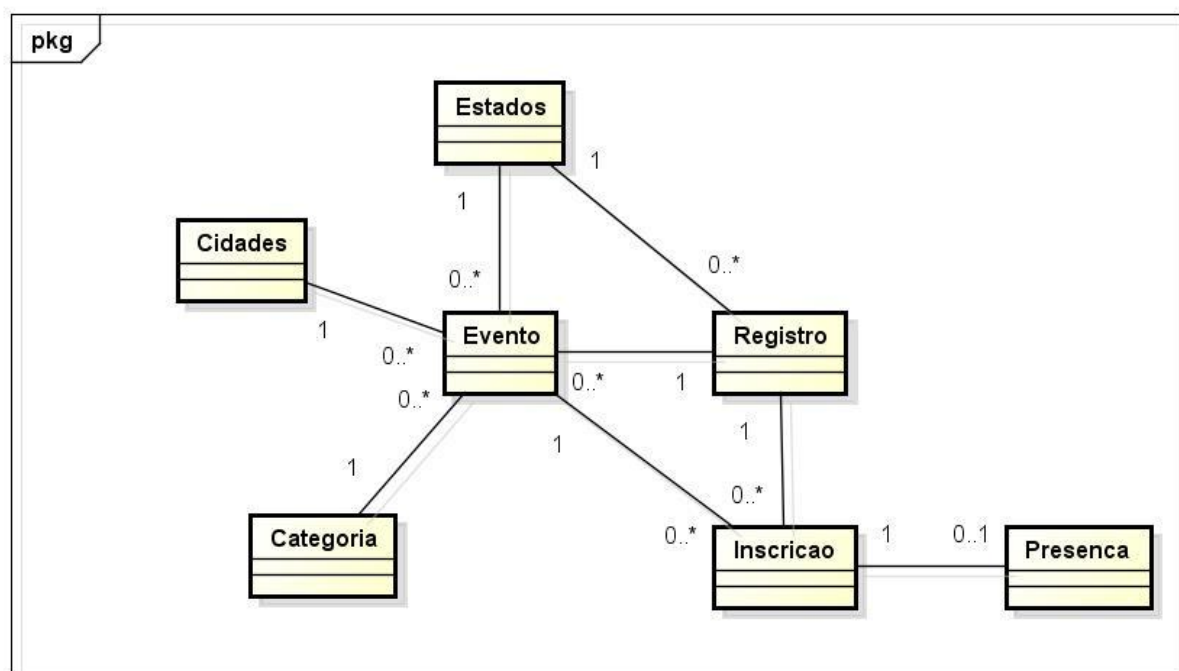 pkg
Estados
1
1
Cidades
0..*
0..*
1
Evento
Registro
0..*
0..*
1
0..*
1
1
1
0..*
Categoria
0..*
Inscricao
1
0..1
Presenca